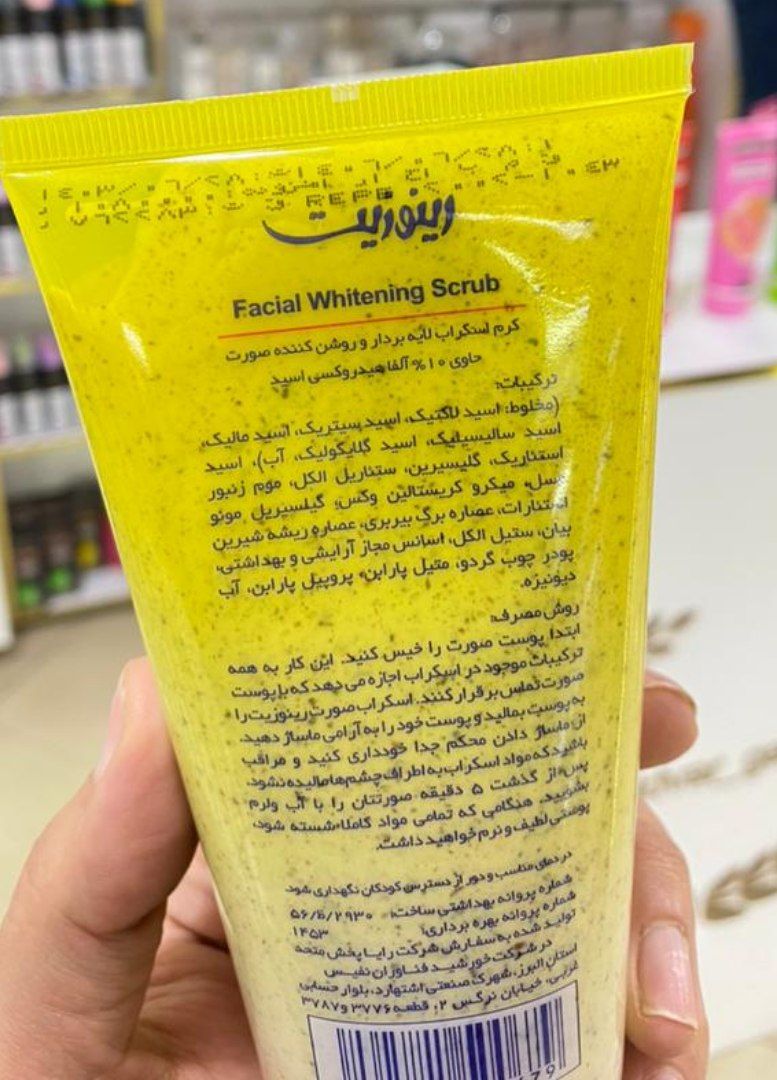 رینوزیت
Facial Whitening Scrub
کرم اسکراب لایه بردار و روشن کننده صورت
حاوی ۱۰% آلفا هیدروکسی اسید
ترکیبات:
(مخلوط: اسید لاکتیک، اسید سیتریک، اسید مالیک،
اسید سالیسیلیک، اسید گلایکولیک، آب)، اسید
استئاریک، گلیسیرین، ستئاریل الکل، موم زنبور
عسل، میکرو کریستالین وکس، گیلسیریل مونو
استئارات، عصاره برگ بیربری، عصاره ریشه شیرین
بیان، ستیل الکل، اسانس مجاز آرایشی و بهداشتی،
پودر چوب گردو، متیل پارابن، پروپیل پارابن، آب
دیونیزه.
روش مصرف:
ابتدا پوست صورت را خیس کنید. این کار به همه
ترکیبات موجود در اسکراب اجازه می دهد که با پوست
صورت تماس برقرار کنند. اسکراب صورت رینوزیت را
به پوست بمالید و پوست خود را به آرامی ماساژ دهید.
از ماساژ دادن محکم جدا خودداری کنید و مراقب
باشید که مواد اسکراب به اطراف چشم‌ها مالیده نشود.
پس از گذشت ۵ دقیقه صورتتان را با آب ولرم
بشویید. هنگامی که تمامی مواد کاملا شسته شود،
پوستی لطیف و نرم خواهید داشت.
در دمای مناسب و دور از دسترس کودکان نگهداری شود
شماره پروانه بهداشتی ساخت: ۵۶/ظ/۲۹۳۰
شماره پروانه بهره برداری: ۱۴۵۳
تولید شده به سفارش شرکت رایا پخش متحد
در شرکت خورشید فناوران نفیس
استان البرز، شهرک صنعتی اشتهارد، بلوار حسابی
غربی، خیابان نرگس ۲، قطعه ۳۷۷۶ و ۳۷۸۷